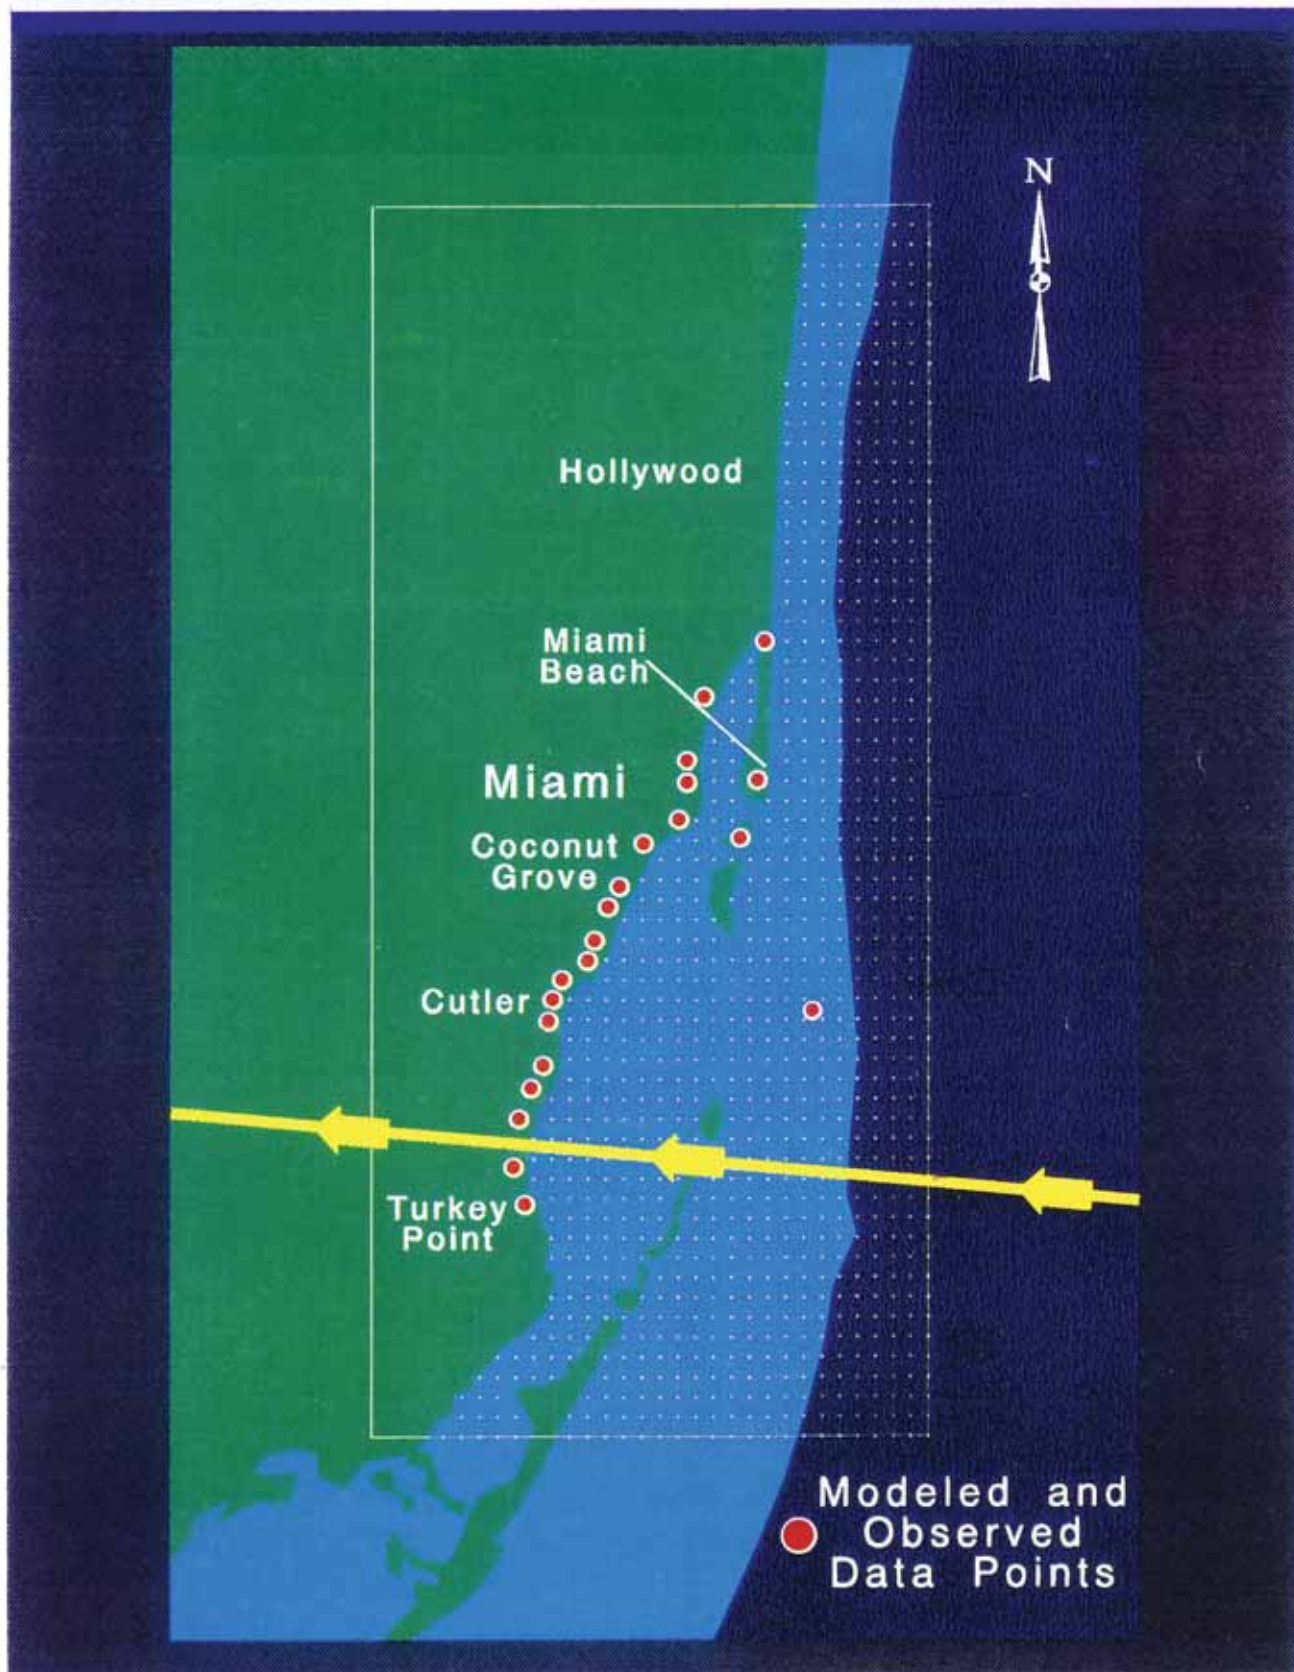 N
Hollywood
Miami
Beach
Miami
Coconut
Grove
Cutler
Turkey
Point
Modeled and
Observed
Data Points